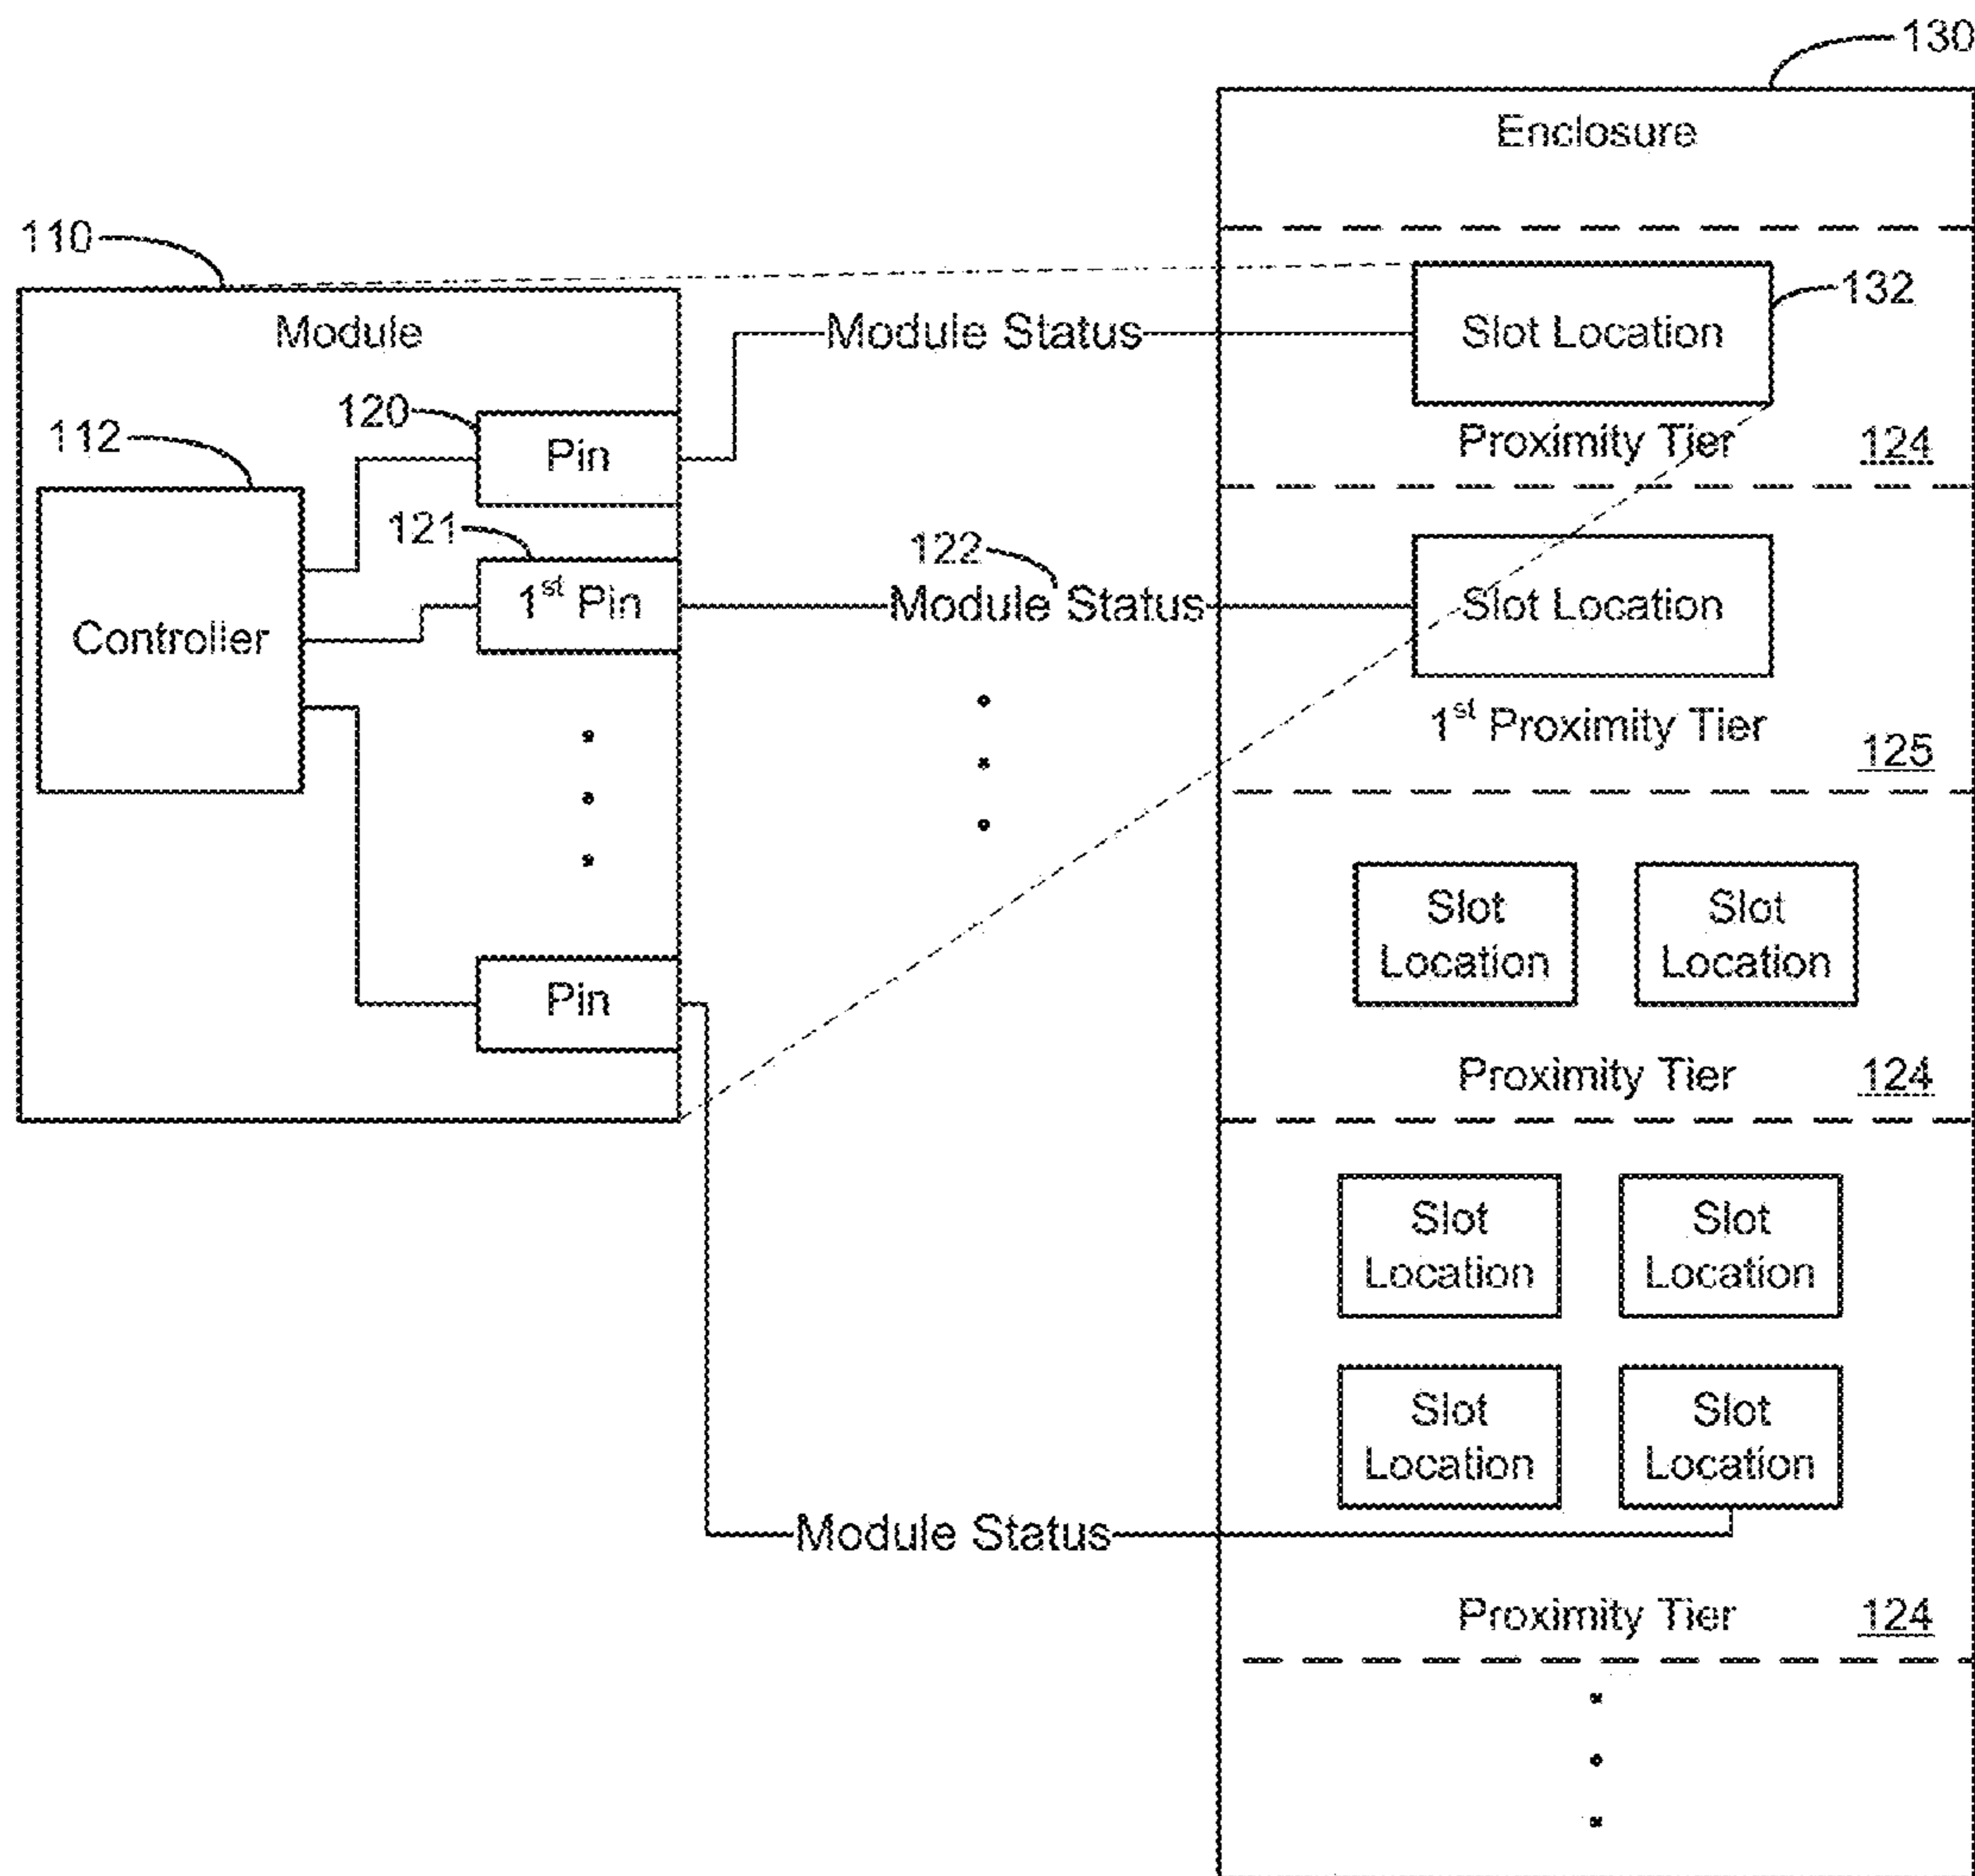 130
Enclosure
110
Module
Module Status
Slot Location
132
120
Pin
Proximity Tier
124
112
121
1st Pin
122
Module Status
Slot Location
Controller
1st Proximity Tier
125
Slot
Location
Slot
Location
Pin
Proximity Tier
124
Slot
Location
Slot
Location
Slot
Location
Slot
Location
Module Status
Proximity Tier
124